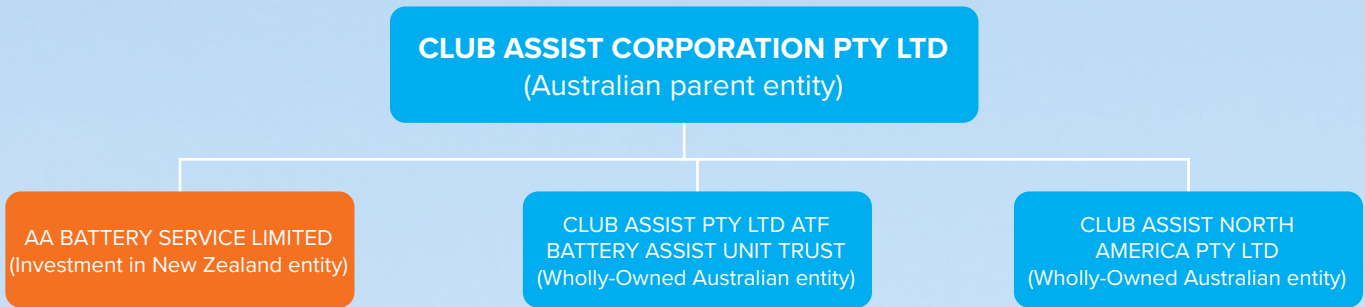 CLUB ASSIST CORPORATION PTY LTD
(Australian parent entity)
AA BATTERY SERVICE LIMITED
(Investment in New Zealand entity)
CLUB ASSIST PTY LTD ATF
BATTERY ASSIST UNIT TRUST
(Wholly-Owned Australian entity)
CLUB ASSIST NORTH
AMERICA PTY LTD
(Wholly-Owned Australian entity)